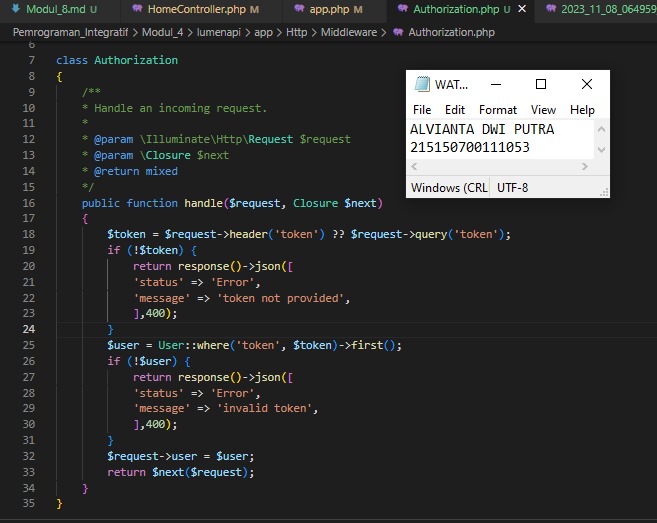 Modul_8.md U
HomeController.php M
app.php M
Authorization.php U
2023_11_08_064959
Pemrograman_Integratif > Modul_4 > lumenapi > app > Http > Middleware > Authorization.php
6
7 class Authorization
8 {
9 /**
10 * Handle an incoming request.
11 *
12 * @param \Illuminate\Http\Request $request
13 * @param \Closure $next
14 * @return mixed
15 */
16 public function handle($request, Closure $next)
17 {
18 $token = $request->header('token') ?? $request->query('token');
19 if (!$token) {
20 return response()->json([
21 'status' => 'Error',
22 'message' => 'token not provided',
23 ],400);
24 }
25 $user = User::where('token', $token)->first();
26 if (!$user) {
27 return response()->json([
28 'status' => 'Error',
29 'message' => 'invalid token',
30 ],400);
31 }
32 $request->user = $user;
33 return $next($request);
34 }
35 }
WAT...
File Edit Format View Help
ALVIANTA DWI PUTRA
215150700111053
Windows (CRL UTF-8